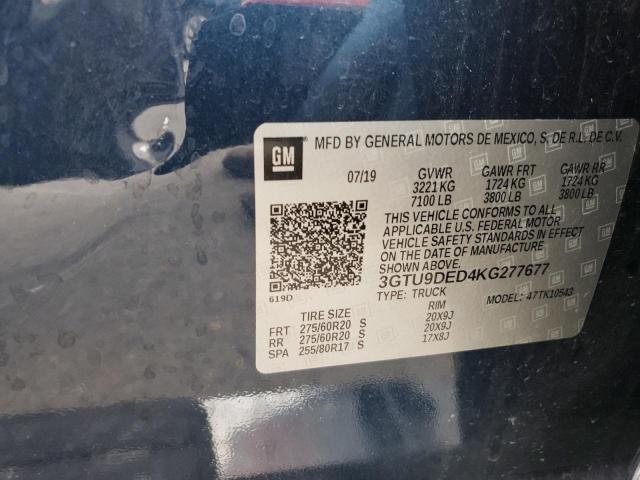 GM MFD BY GENERAL MOTORS DE MEXICO, S. DE R.L. DE C.V.
07/19 GVWR GAWR FRT GAWR RR
3221 KG 1724 KG 1724 KG
7100 LB 3800 LB 3800 LB
THIS VEHICLE CONFORMS TO ALL
APPLICABLE U.S. FEDERAL MOTOR
VEHICLE SAFETY STANDARDS IN EFFECT
ON THE DATE OF MANUFACTURE
SHOWN ABOVE.
3GTU9DED4KG277677
619D
TYPE: TRUCK MODEL: 47TK10543
TIRE SIZE RIM
FRT 275/60R20 S 20X9J
RR 275/60R20 S 20X9J
SPA 255/80R17 S 17X8J